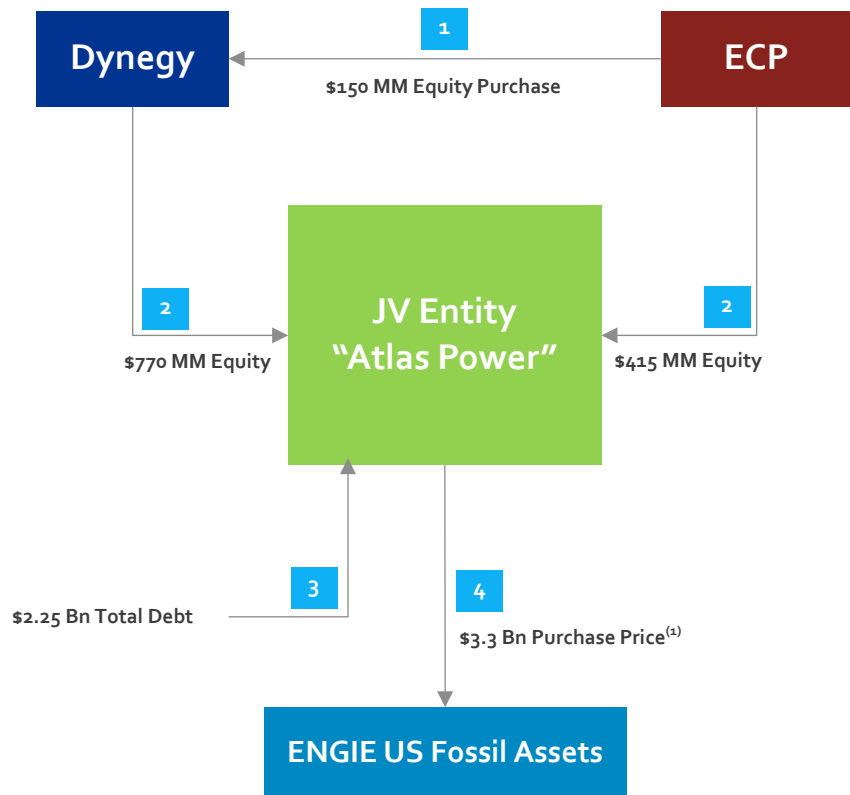 Dynegy
1
ECP
$150 MM Equity Purchase
JV Entity
“Atlas Power”
2
$770 MM Equity
2
$415 MM Equity
3
$2.25 Bn Total Debt
4
$3.3 Bn Purchase Price(1)
ENGIE US Fossil Assets